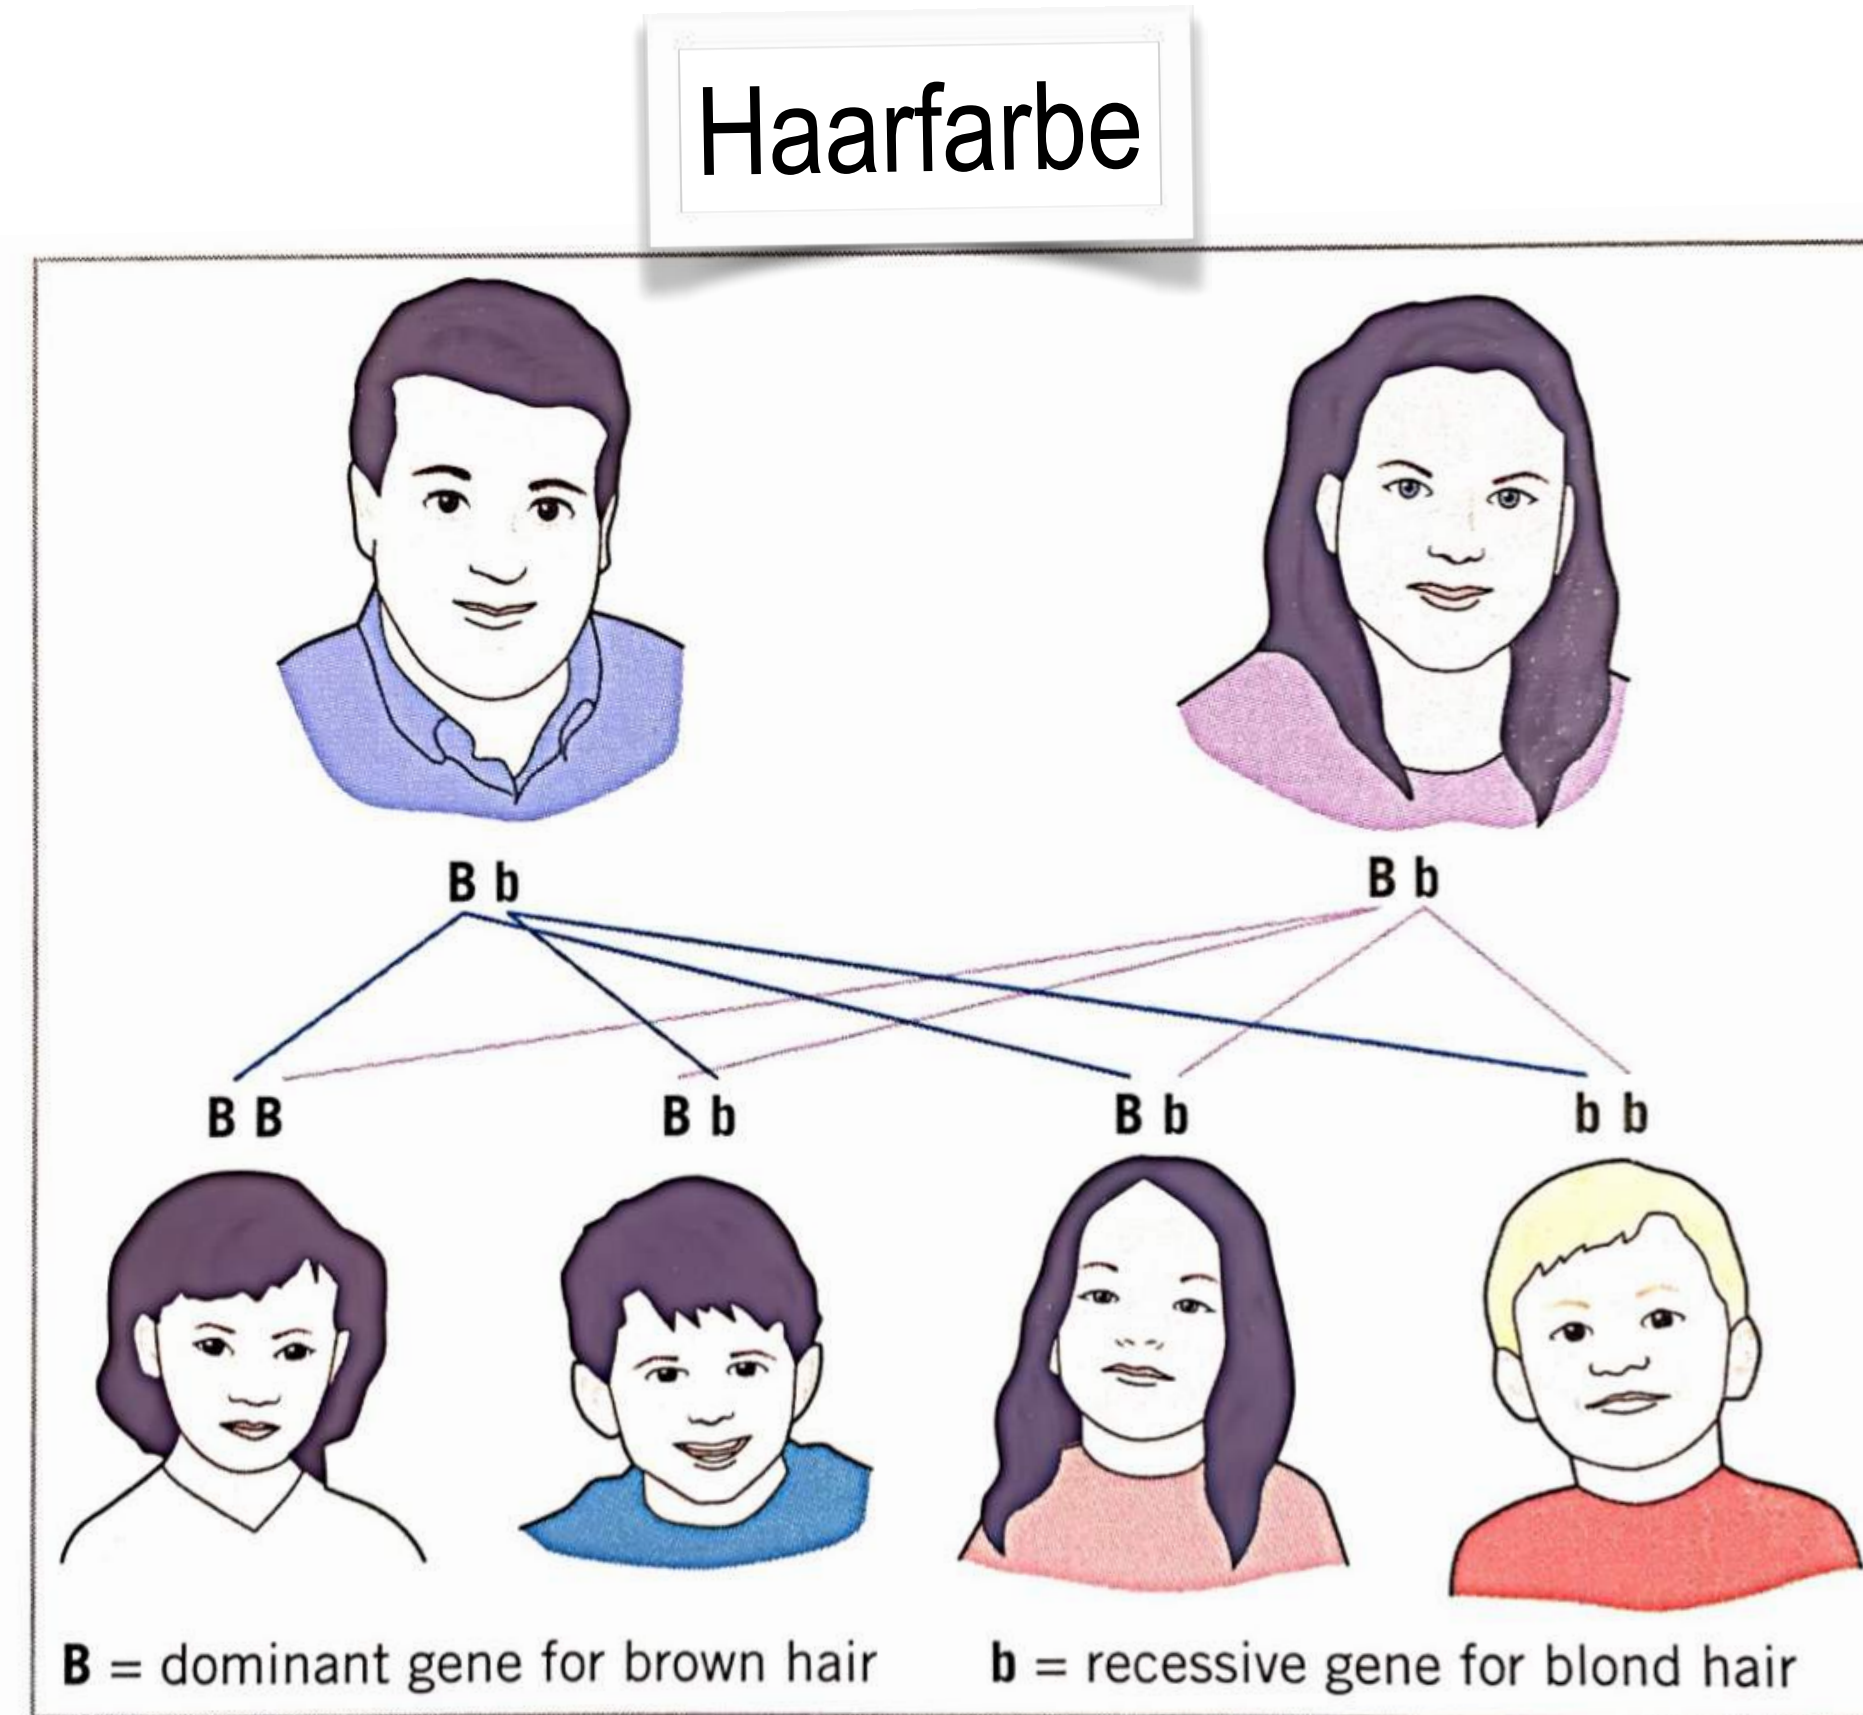 Haarfarbe
B b B b
B B B b B b b b
B = dominant gene for brown hair b = recessive gene for blond hair